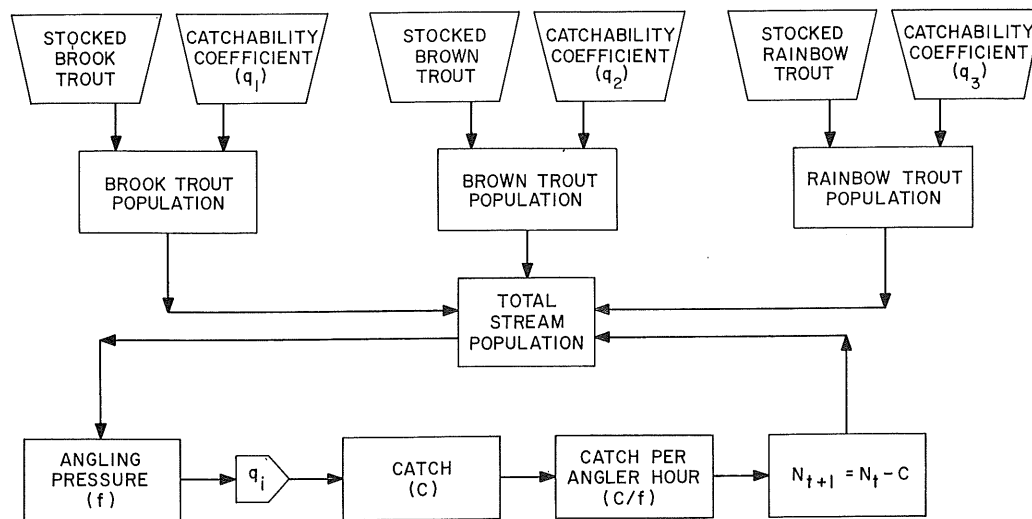 STOCKED
BROOK
TROUT
CATCHABILITY
COEFFICIENT
(q1)
STOCKED
BROWN
TROUT
CATCHABILITY
COEFFICIENT
(q2)
STOCKED
RAINBOW
TROUT
CATCHABILITY
COEFFICIENT
(q3)
BROOK TROUT
POPULATION
BROWN TROUT
POPULATION
RAINBOW TROUT
POPULATION
TOTAL
STREAM
POPULATION
ANGLING
PRESSURE
(f)
qi
CATCH
(C)
CATCH PER
ANGLER HOUR
(C/f)
Nt+1 = Nt - C